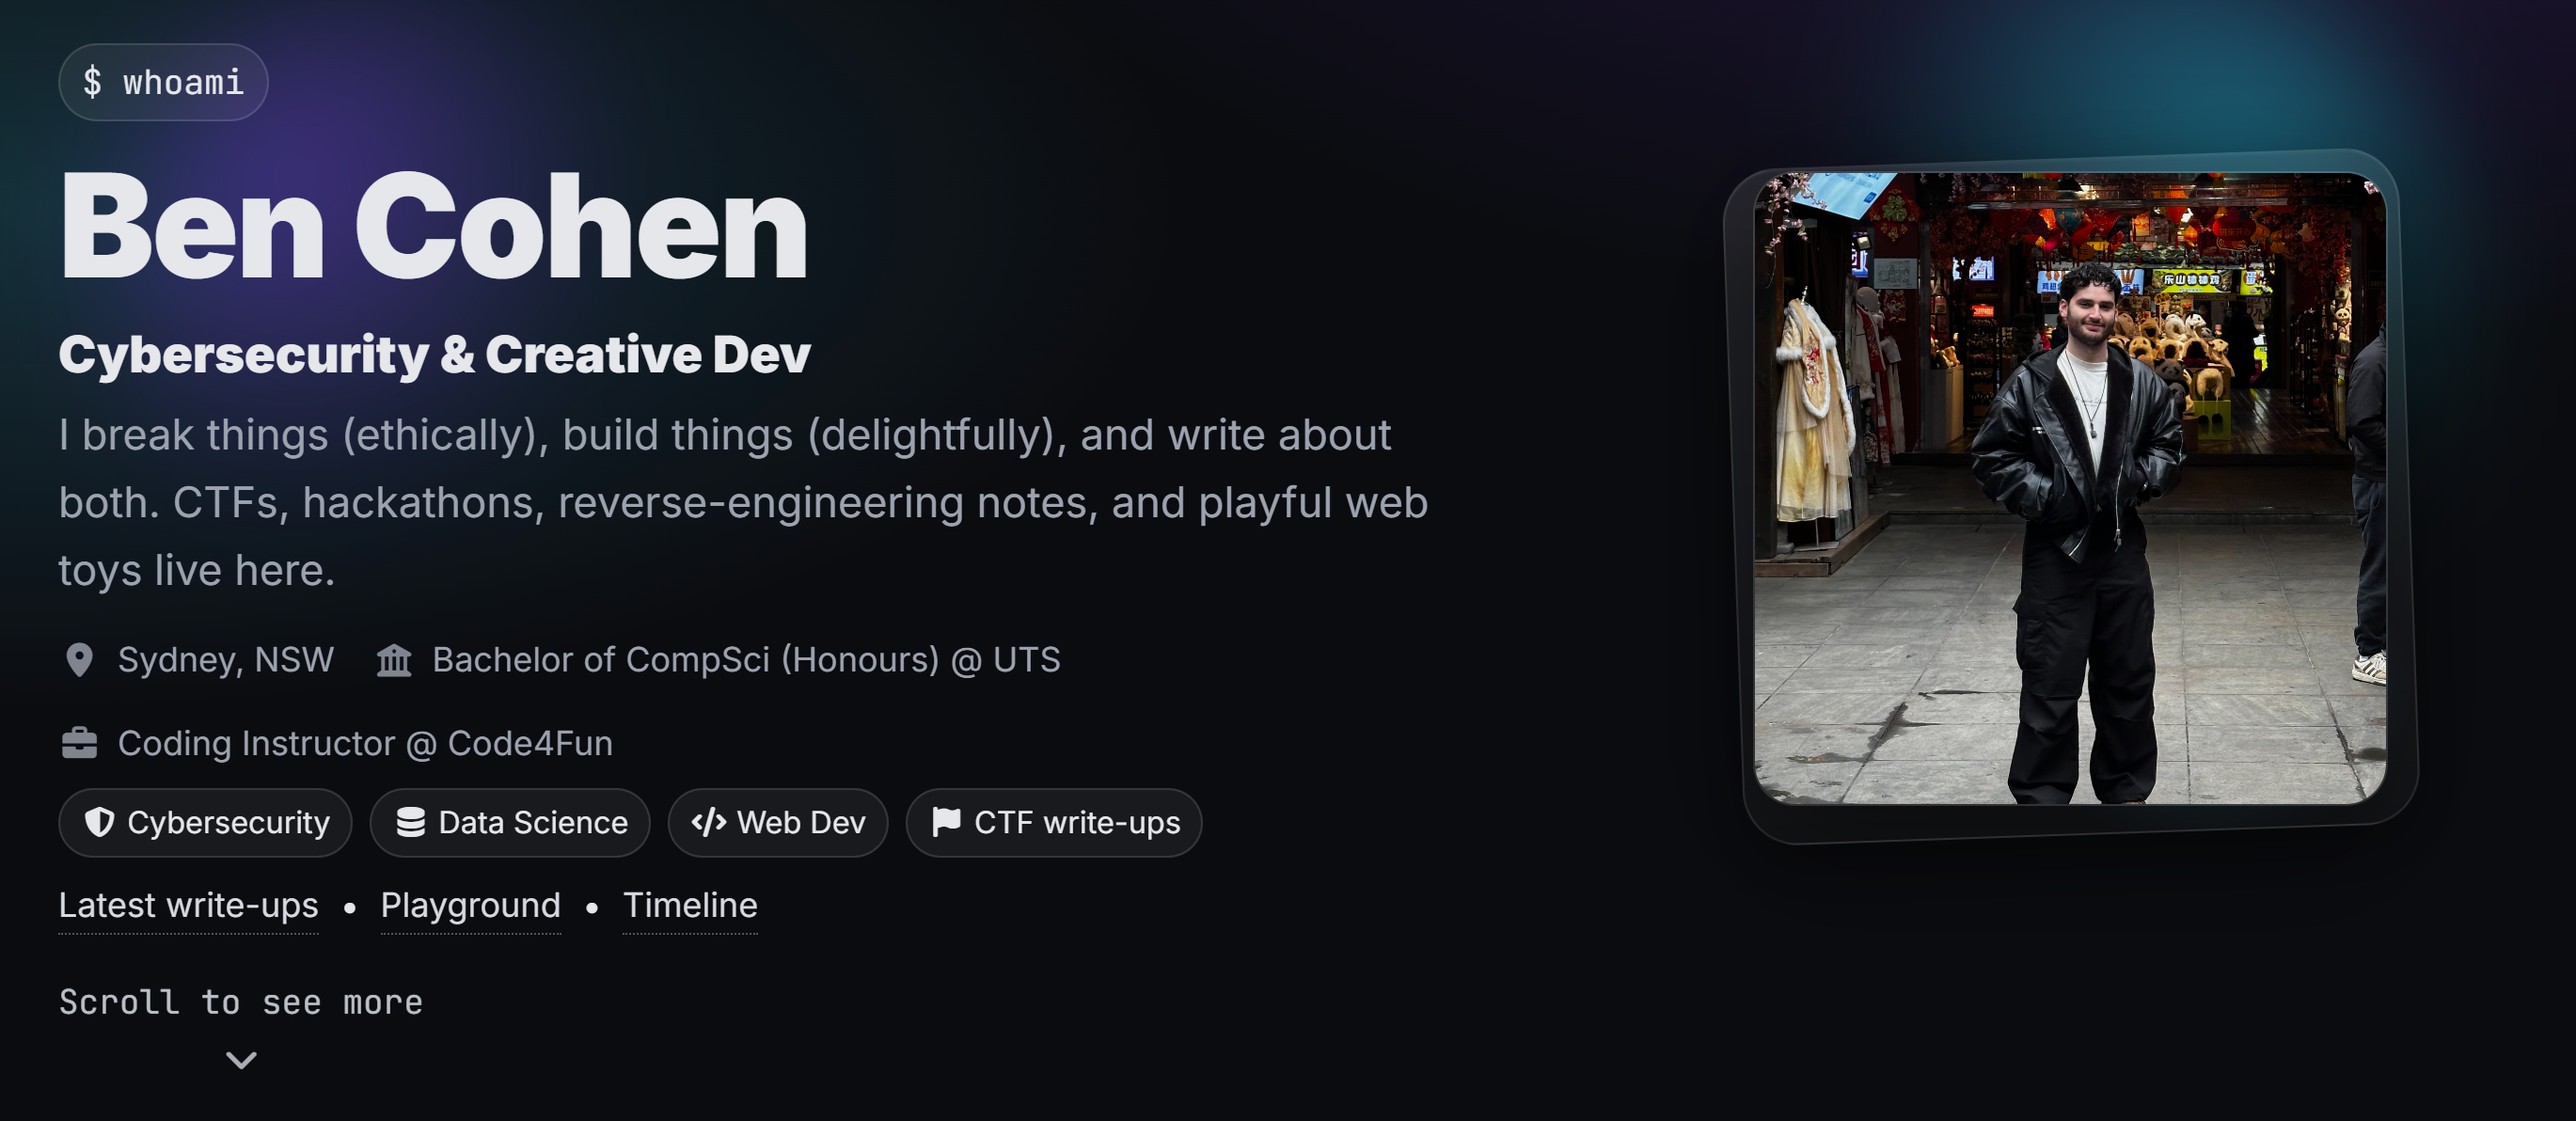 $ whoami
Ben Cohen
Cybersecurity & Creative Dev
I break things (ethically), build things (delightfully), and write about
both. CTFs, hackathons, reverse-engineering notes, and playful web
toys live here.
Sydney, NSW Bachelor of CompSci (Honours) @ UTS
Coding Instructor @ Code4Fun
Cybersecurity Data Science Web Dev CTF write-ups
Latest write-ups • Playground • Timeline
Scroll to see more